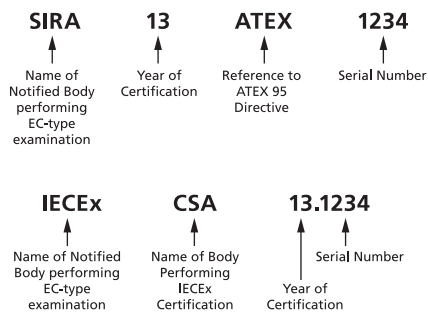 SIRA 13 ATEX 1234
Name of Notified Body performing EC-type examination
Year of Certification
Reference to ATEX 95 Directive
Serial Number
IECEx CSA 13.1234
Name of Notified Body performing EC-type examination
Name of Body Performing IECEx Certification
Year of Certification
Serial Number